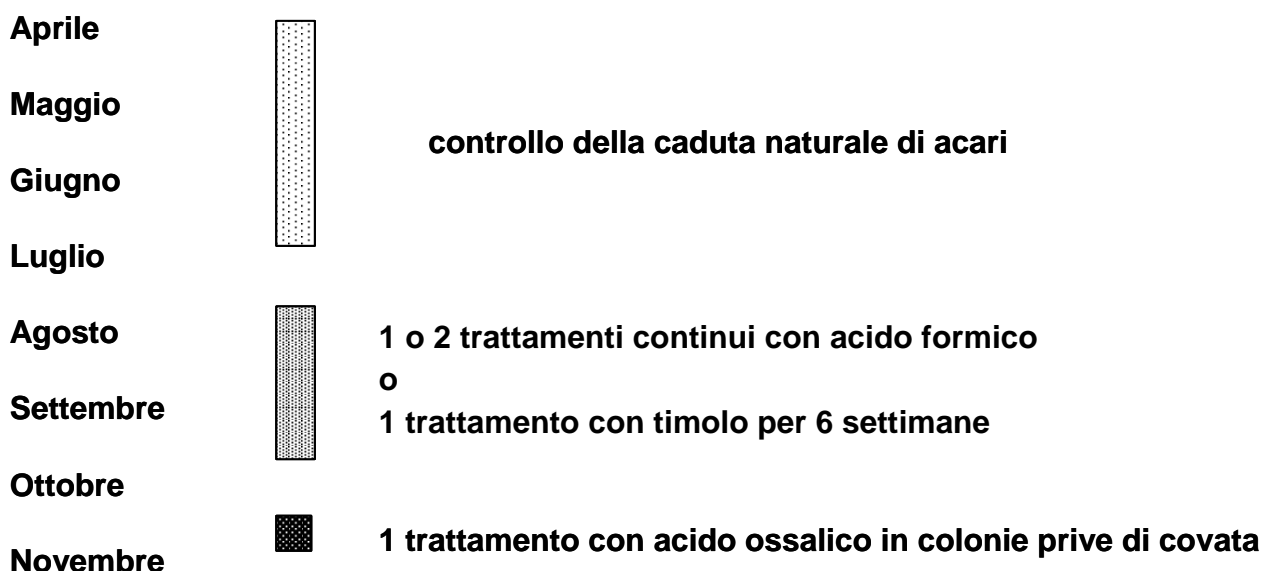 Aprile
Maggio
controllo della caduta naturale di acari
Giugno
Luglio
Agosto
1 o 2 trattamenti continui con acido formico
o
Settembre
1 trattamento con timolo per 6 settimane
Ottobre
1 trattamento con acido ossalico in colonie prive di covata
Novembre